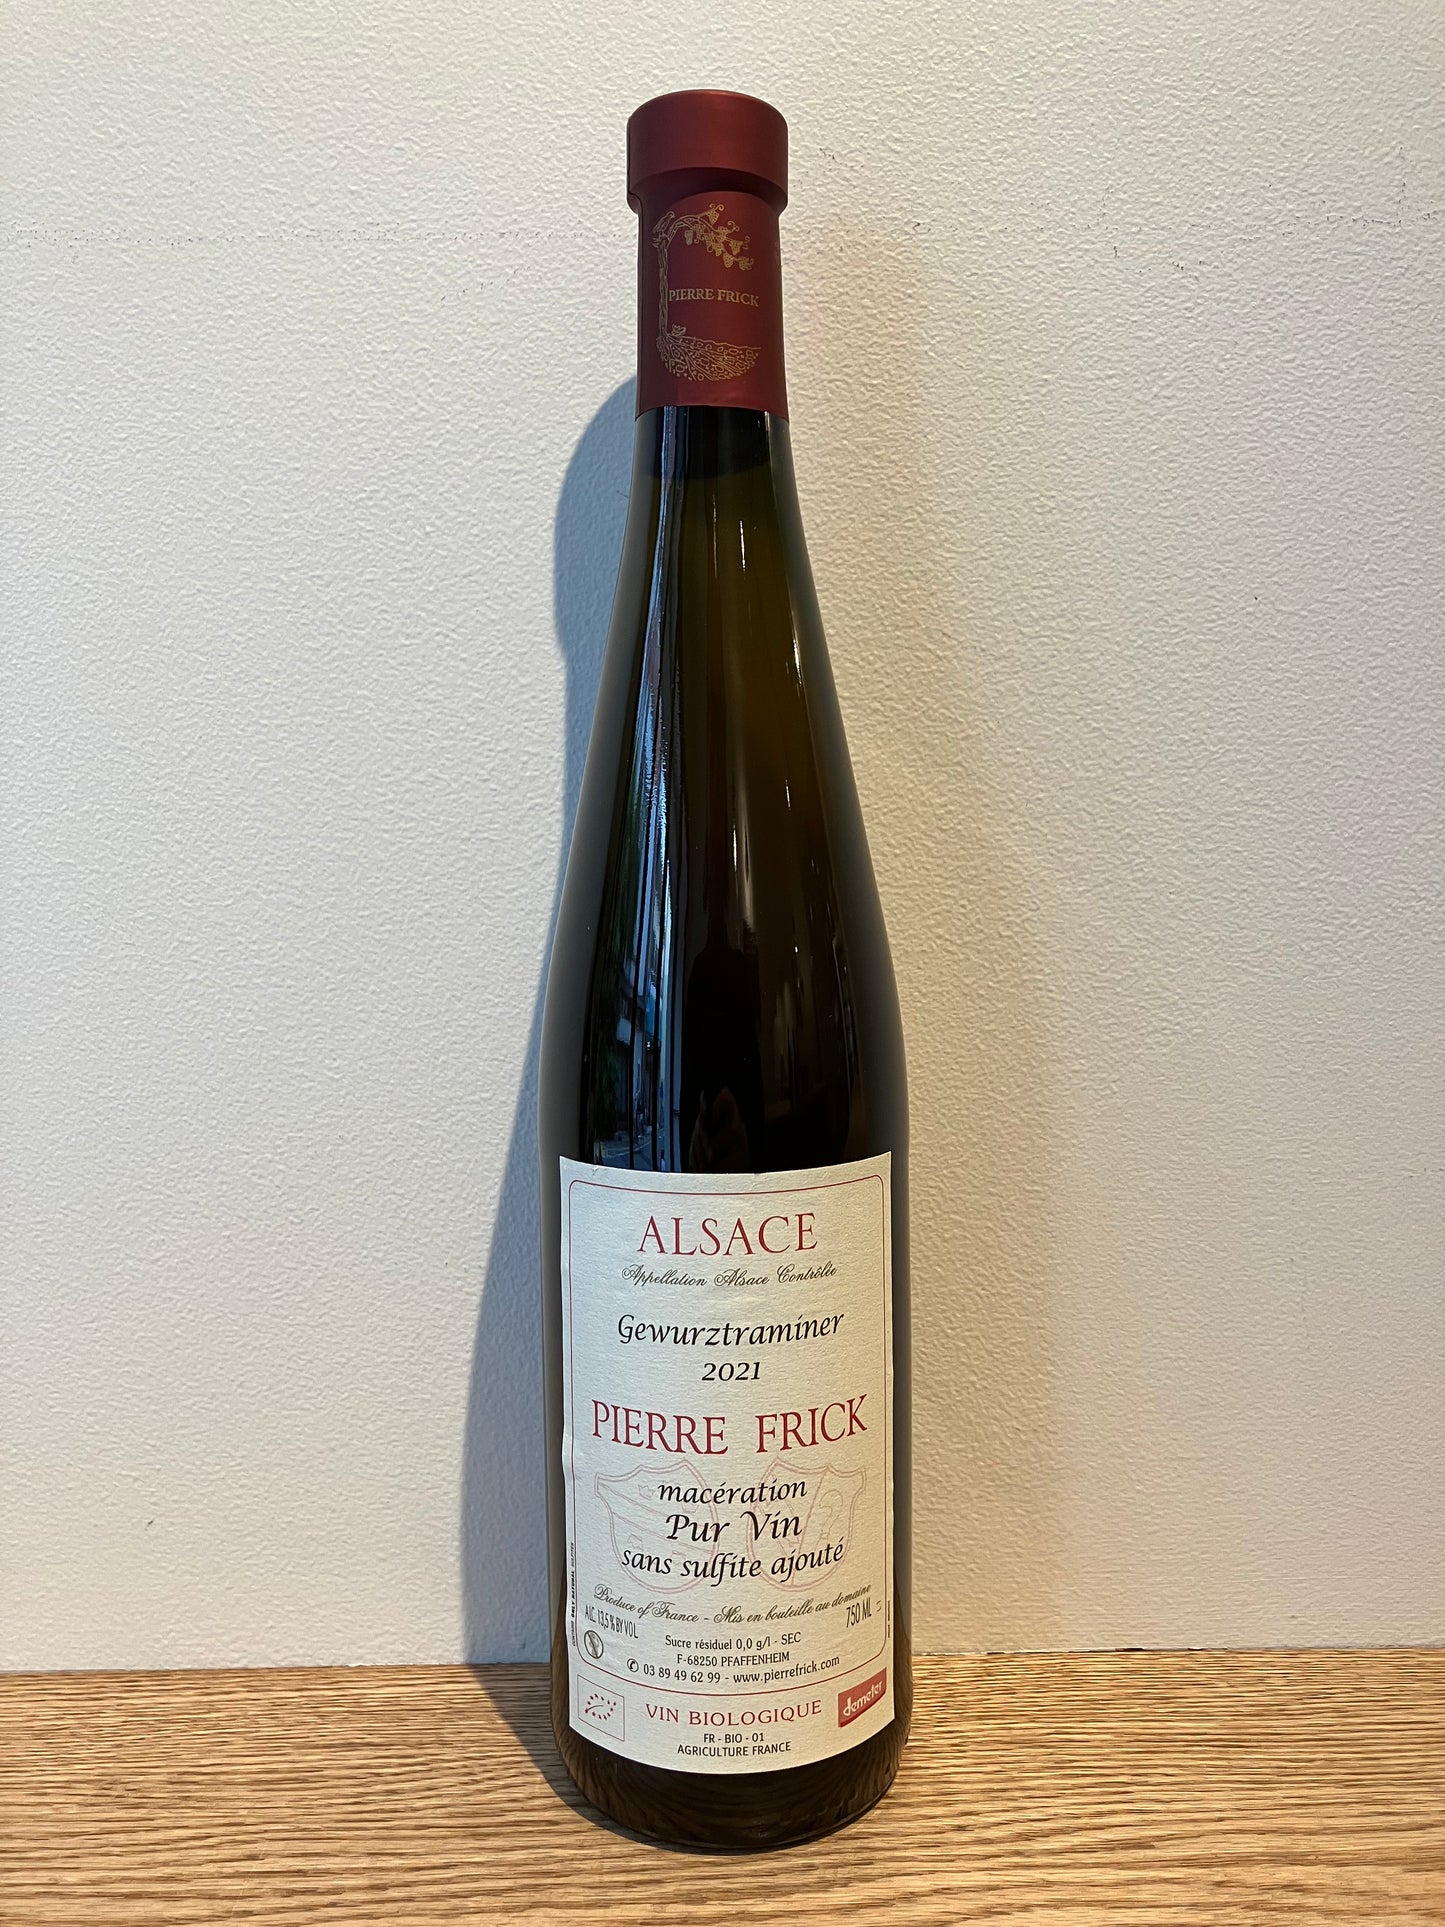 PIERRE FRICK
ALSACE
Appellation Alsace Contrôlée
Gewurztraminer
2021
PIERRE FRICK
macération
Pur Vin
sans sulfite ajouté
Produce of France - Mis en bouteille au domaine
ALC. 13,5 % BY VOL.
750 ML
Sucre résiduel 0,0 g/l - SEC
F-68250 PFAFFENHEIM
03 89 49 62 99 - www.pierrefrick.com
VIN BIOLOGIQUE
demeter
FR - BIO - 01
AGRICULTURE FRANCE